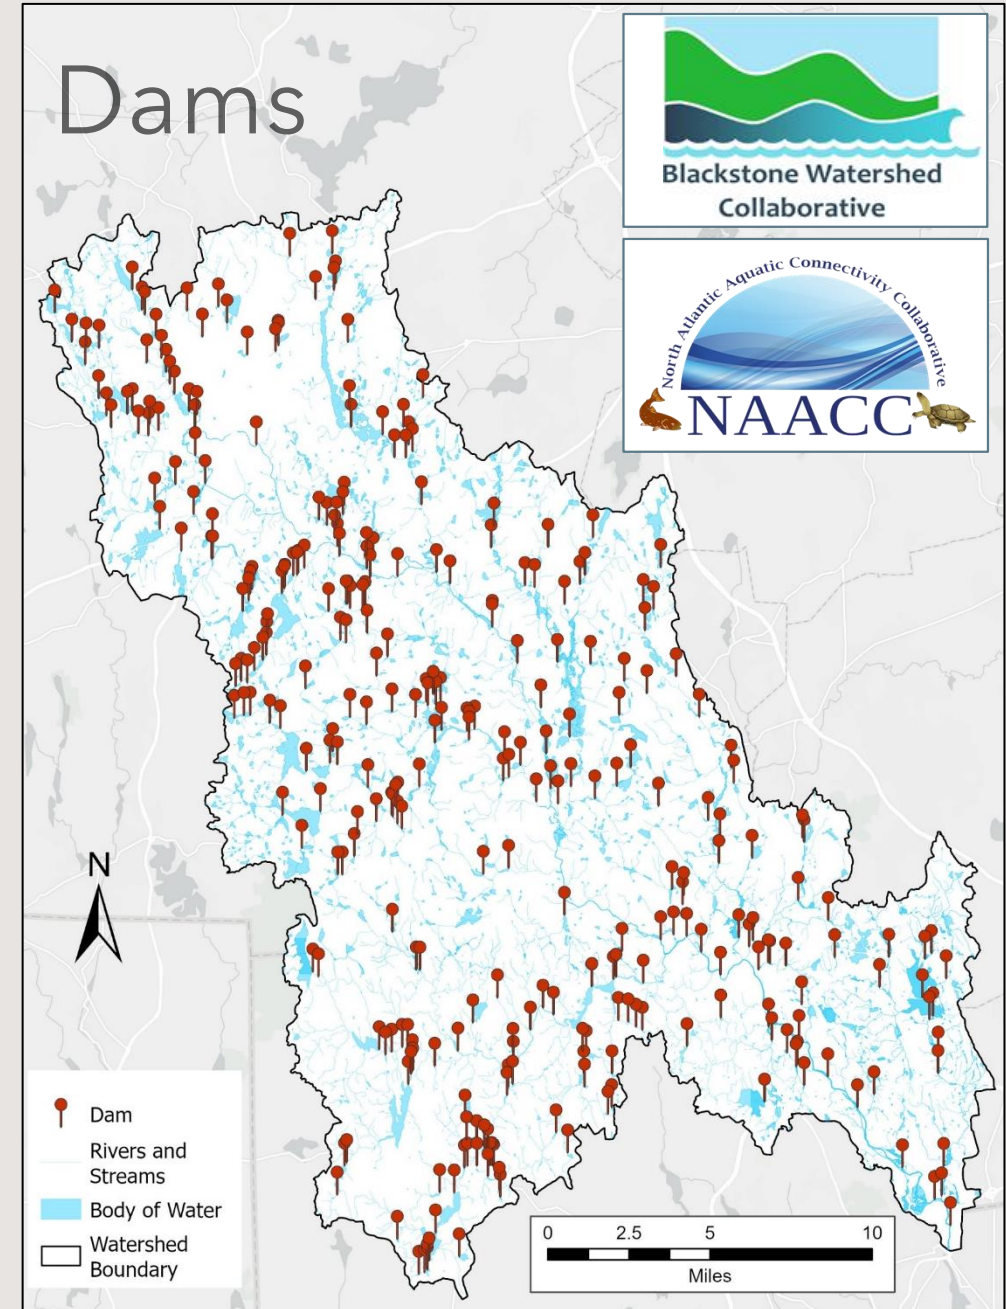 Dams
Blackstone Watershed
Collaborative
North Atlantic Aquatic Connectivity Collaborative
NAACC
N
Dam
Rivers and
Streams
Body of Water
Watershed
Boundary
0 2.5 5 10
Miles